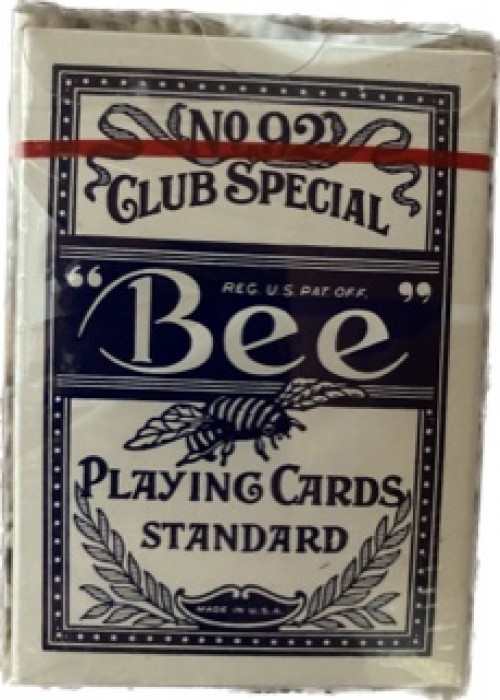 No 92
CLUB SPECIAL
REG. U.S. PAT. OFF.
“Bee”
PLAYING CARDS
STANDARD
MADE IN U.S.A.